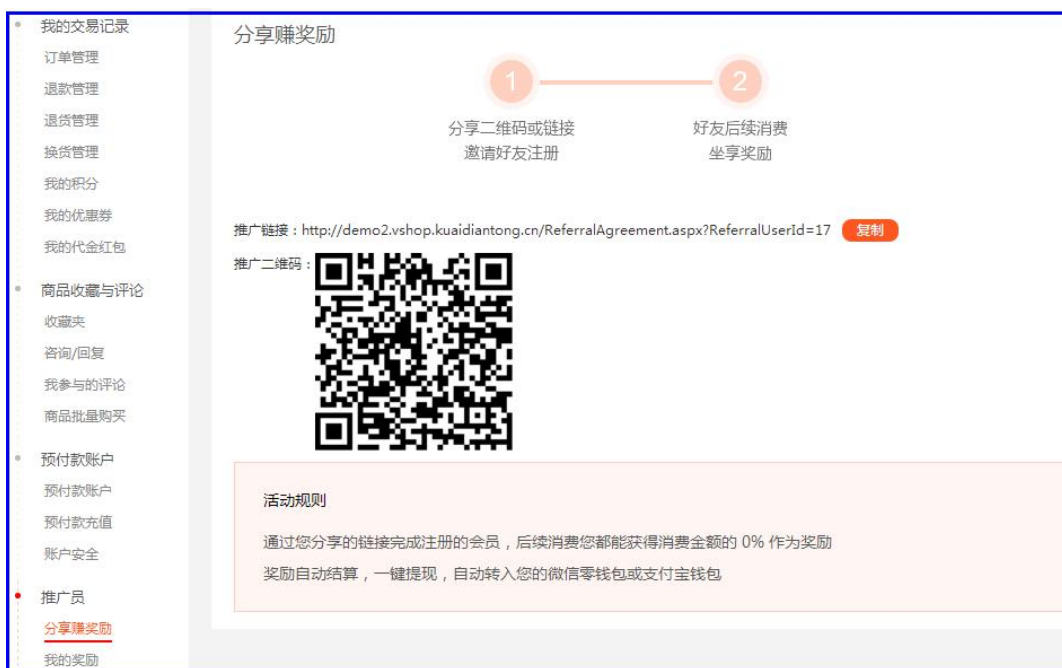 我的交易记录
订单管理
退款管理
退货管理
换货管理
我的积分
我的优惠券
我的代金红包
商品收藏与评论
收藏夹
咨询/回复
我参与的评论
商品批量购买
预付款账户
预付款账户
预付款充值
账户安全
推广员
分享赚奖励
我的奖励
分享赚奖励
1
2
分享二维码或链接
邀请好友注册
好友后续消费
坐享奖励
推广链接：http://demo2.vshop.kuaidiantong.cn/ReferralAgreement.aspx?ReferralUserId=17 复制
推广二维码：
活动规则
通过您分享的链接完成注册的会员，后续消费您都能获得消费金额的 0% 作为奖励
奖励自动结算，一键提现，自动转入您的微信零钱包或支付宝钱包